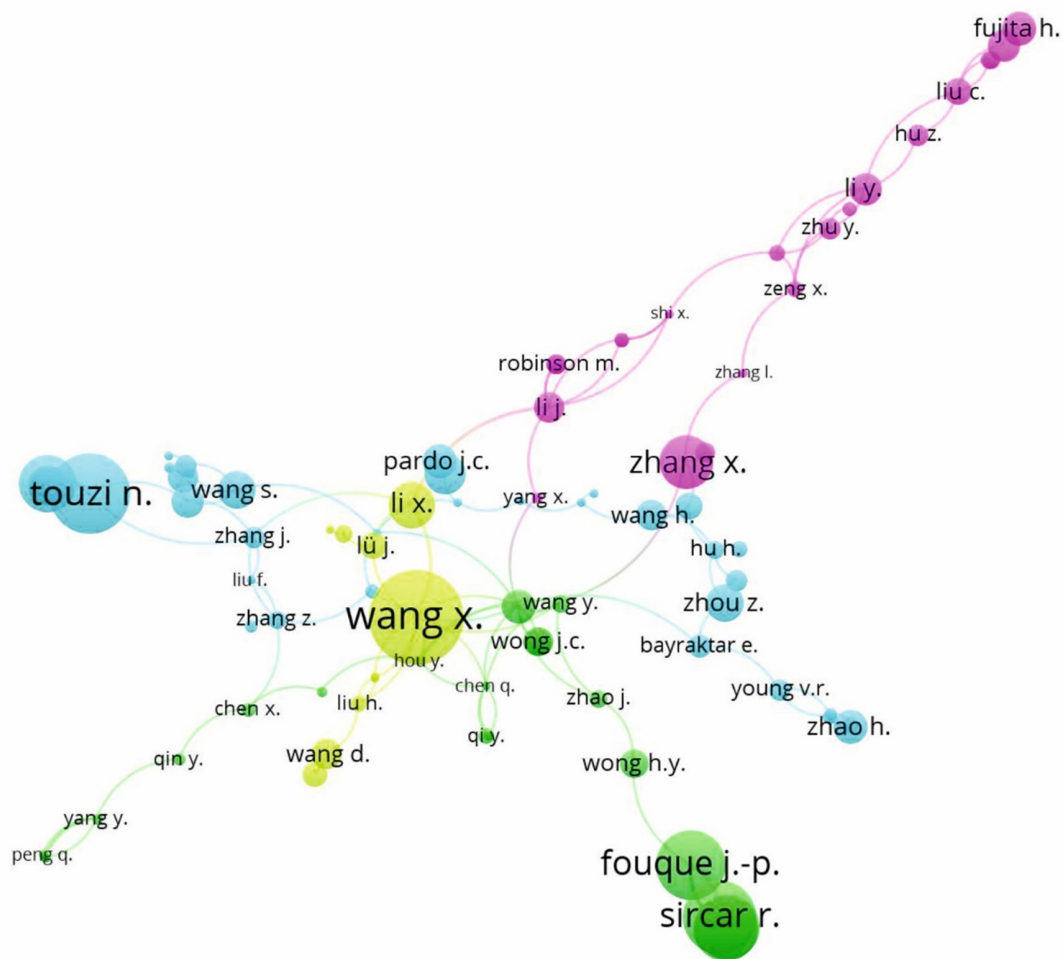 fujita h.
liu c.
hu z.
li y.
zhu y.
zeng x.
shi x.
robinson m.
zhang l.
li j.
pardo j.c.
zhang x.
touzi n.
wang s.
li x.
yang x.
wang h.
zhang j.
lü j.
hu h.
liu f.
zhang z.
wang x.
wang y.
zhou z.
wong j.c.
bayraktar e.
hou y.
chen q.
young v.r.
chen x.
liu h.
zhao j.
zhao h.
qi y.
qin y.
wang d.
wong h.y.
yang y.
peng q.
fouque j.-p.
sircar r.